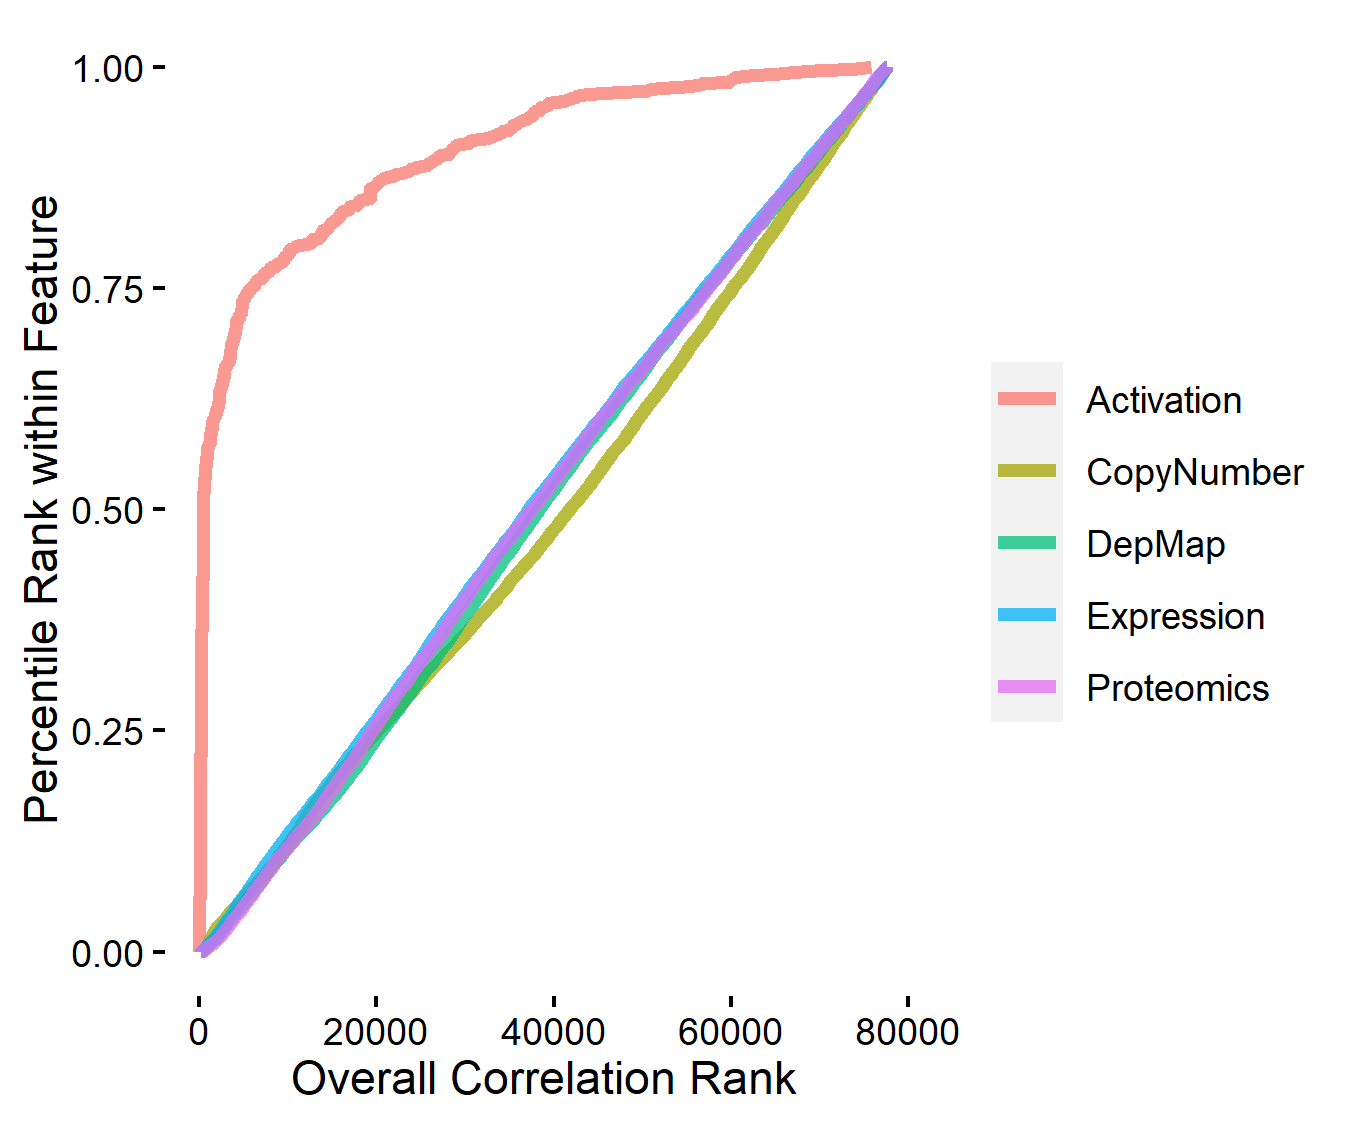 Percentile Rank within Feature
1.00
0.75
0.50
0.25
0.00
0 20000 40000 60000 80000
Overall Correlation Rank
Activation
CopyNumber
DepMap
Expression
Proteomics